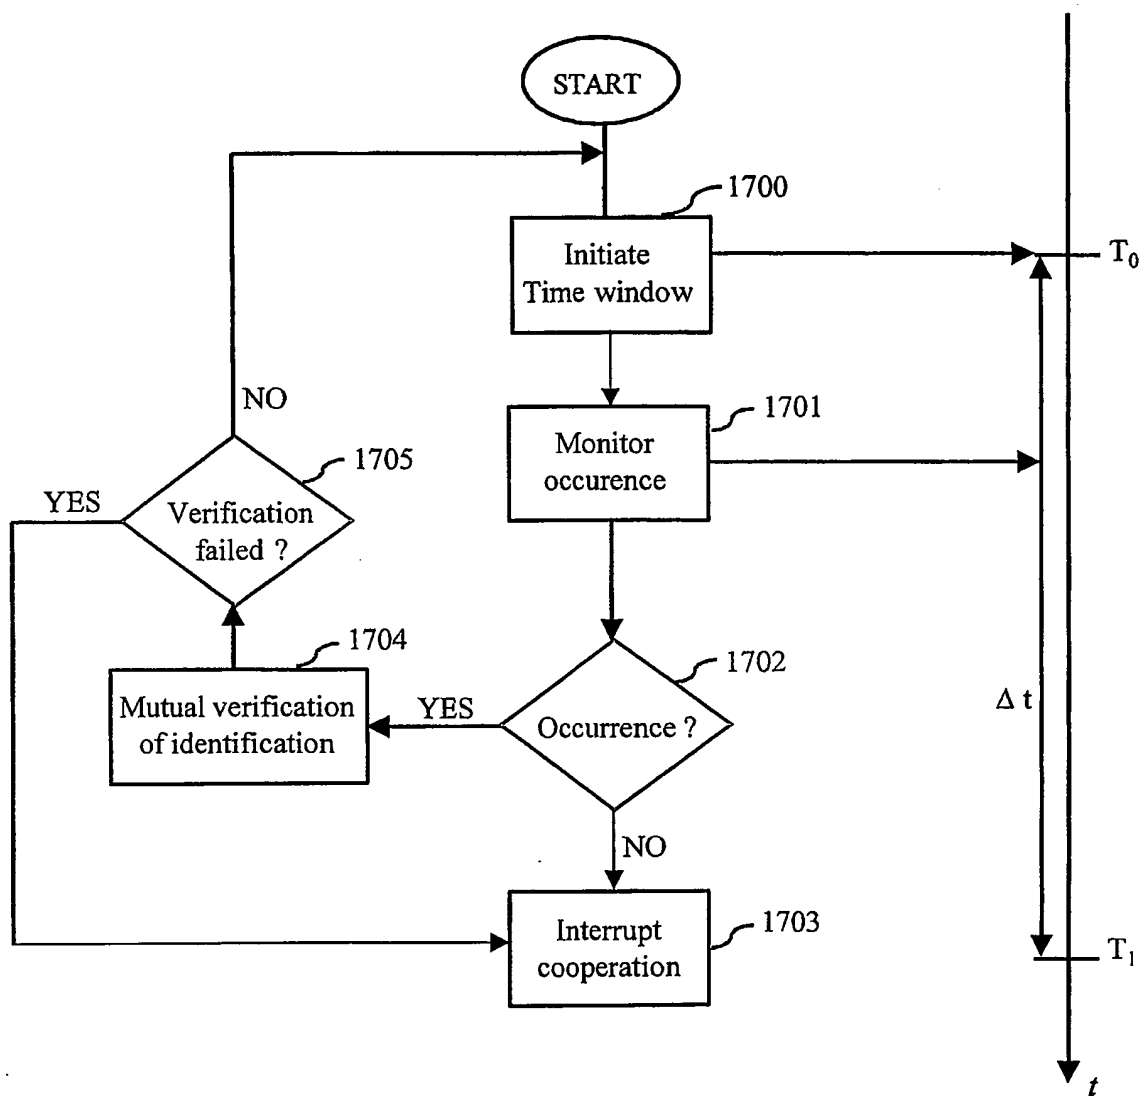 START
1700
Initiate
Time window
T0
1701
Monitor
occurence
NO
1705
YES
Verification
failed ?
1704
Mutual verification
of identification
YES
1702
Occurrence ?
Δ t
NO
Interrupt
cooperation
1703
T1
t